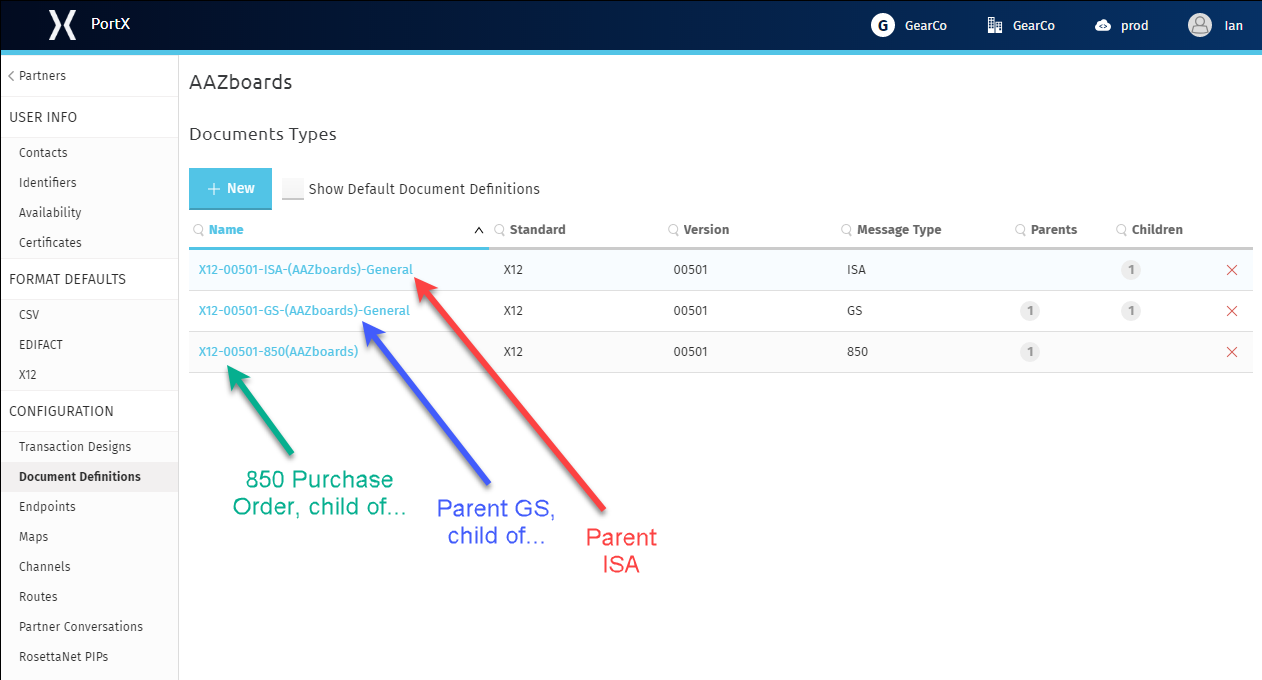 PortX
G GearCo
GearCo
prod
Ian
Partners
USER INFO
Contacts
Identifiers
Availability
Certificates
FORMAT DEFAULTS
CSV
EDIFACT
X12
CONFIGURATION
Transaction Designs
Document Definitions
Endpoints
Maps
Channels
Routes
Partner Conversations
RosettaNet PIPs
AAZboards
Documents Types
+ New
Show Default Document Definitions
Name Standard Version Message Type Parents Children
X12-00501-ISA-(AAZboards)-General X12 00501 ISA 1
X12-00501-GS-(AAZboards)-General X12 00501 GS 1 1
X12-00501-850(AAZboards) X12 00501 850 1
850 Purchase
Order, child of...
Parent GS,
child of...
Parent
ISA